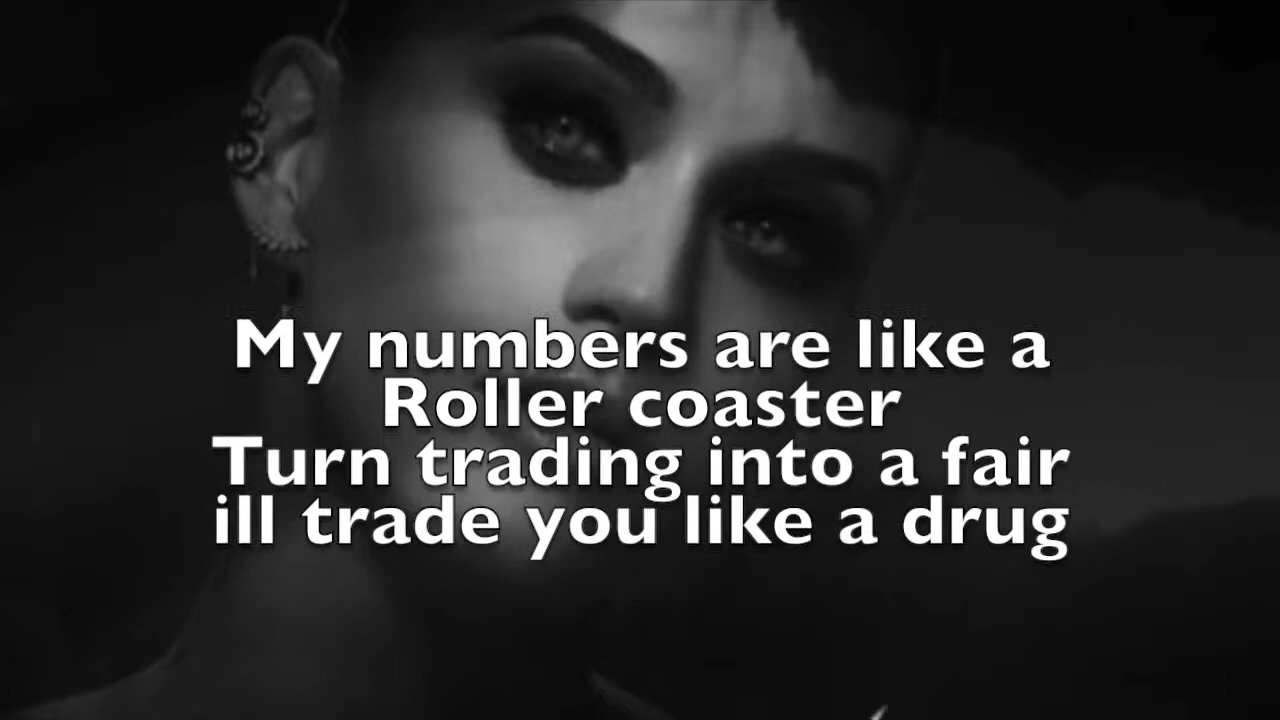 My numbers are like a
Roller coaster
Turn trading into a fair
ill trade you like a drug